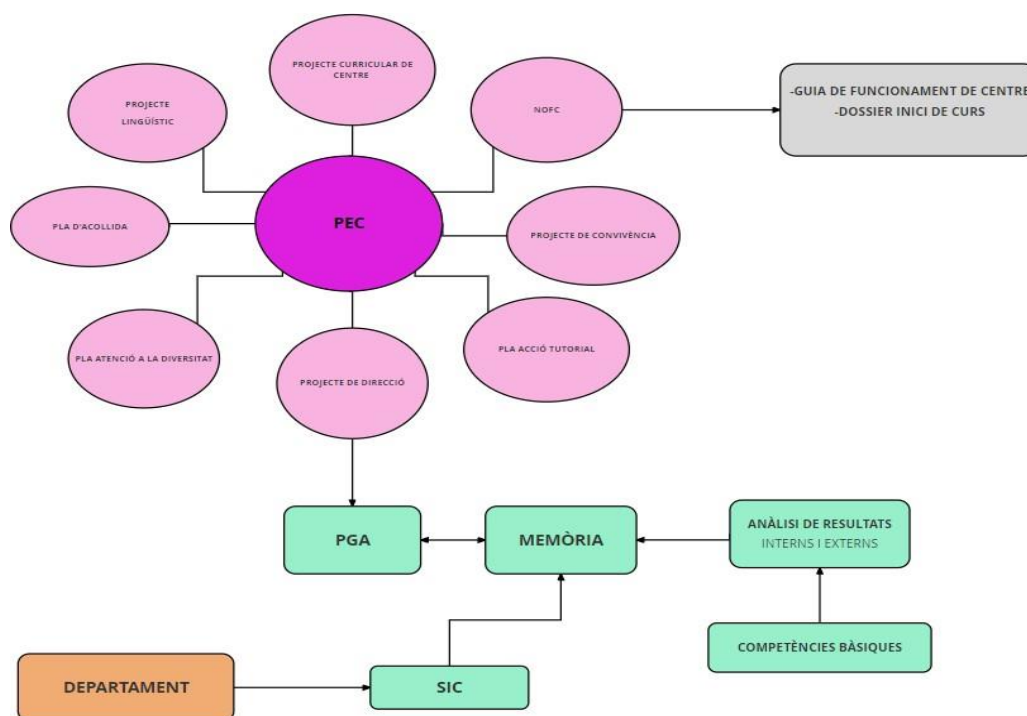 PROJECTE CURRICULAR DE
CENTRE
PROJECTE
LINGÜÍSTIC
NOFC
-GUIA DE FUNCIONAMENT DE CENTRE
-DOSSIER INICI DE CURS
PLA D'ACOLLIDA
PEC
PROJECTE DE CONVIVÈNCIA
PLA ATENCIÓ A LA DIVERSITAT
PROJECTE DE DIRECCIÓ
PLA ACCIÓ TUTORIAL
PGA
MEMÒRIA
ANÀLISI DE RESULTATS
INTERNS I EXTERNS
COMPETÈNCIES BÀSIQUES
DEPARTAMENT
SIC